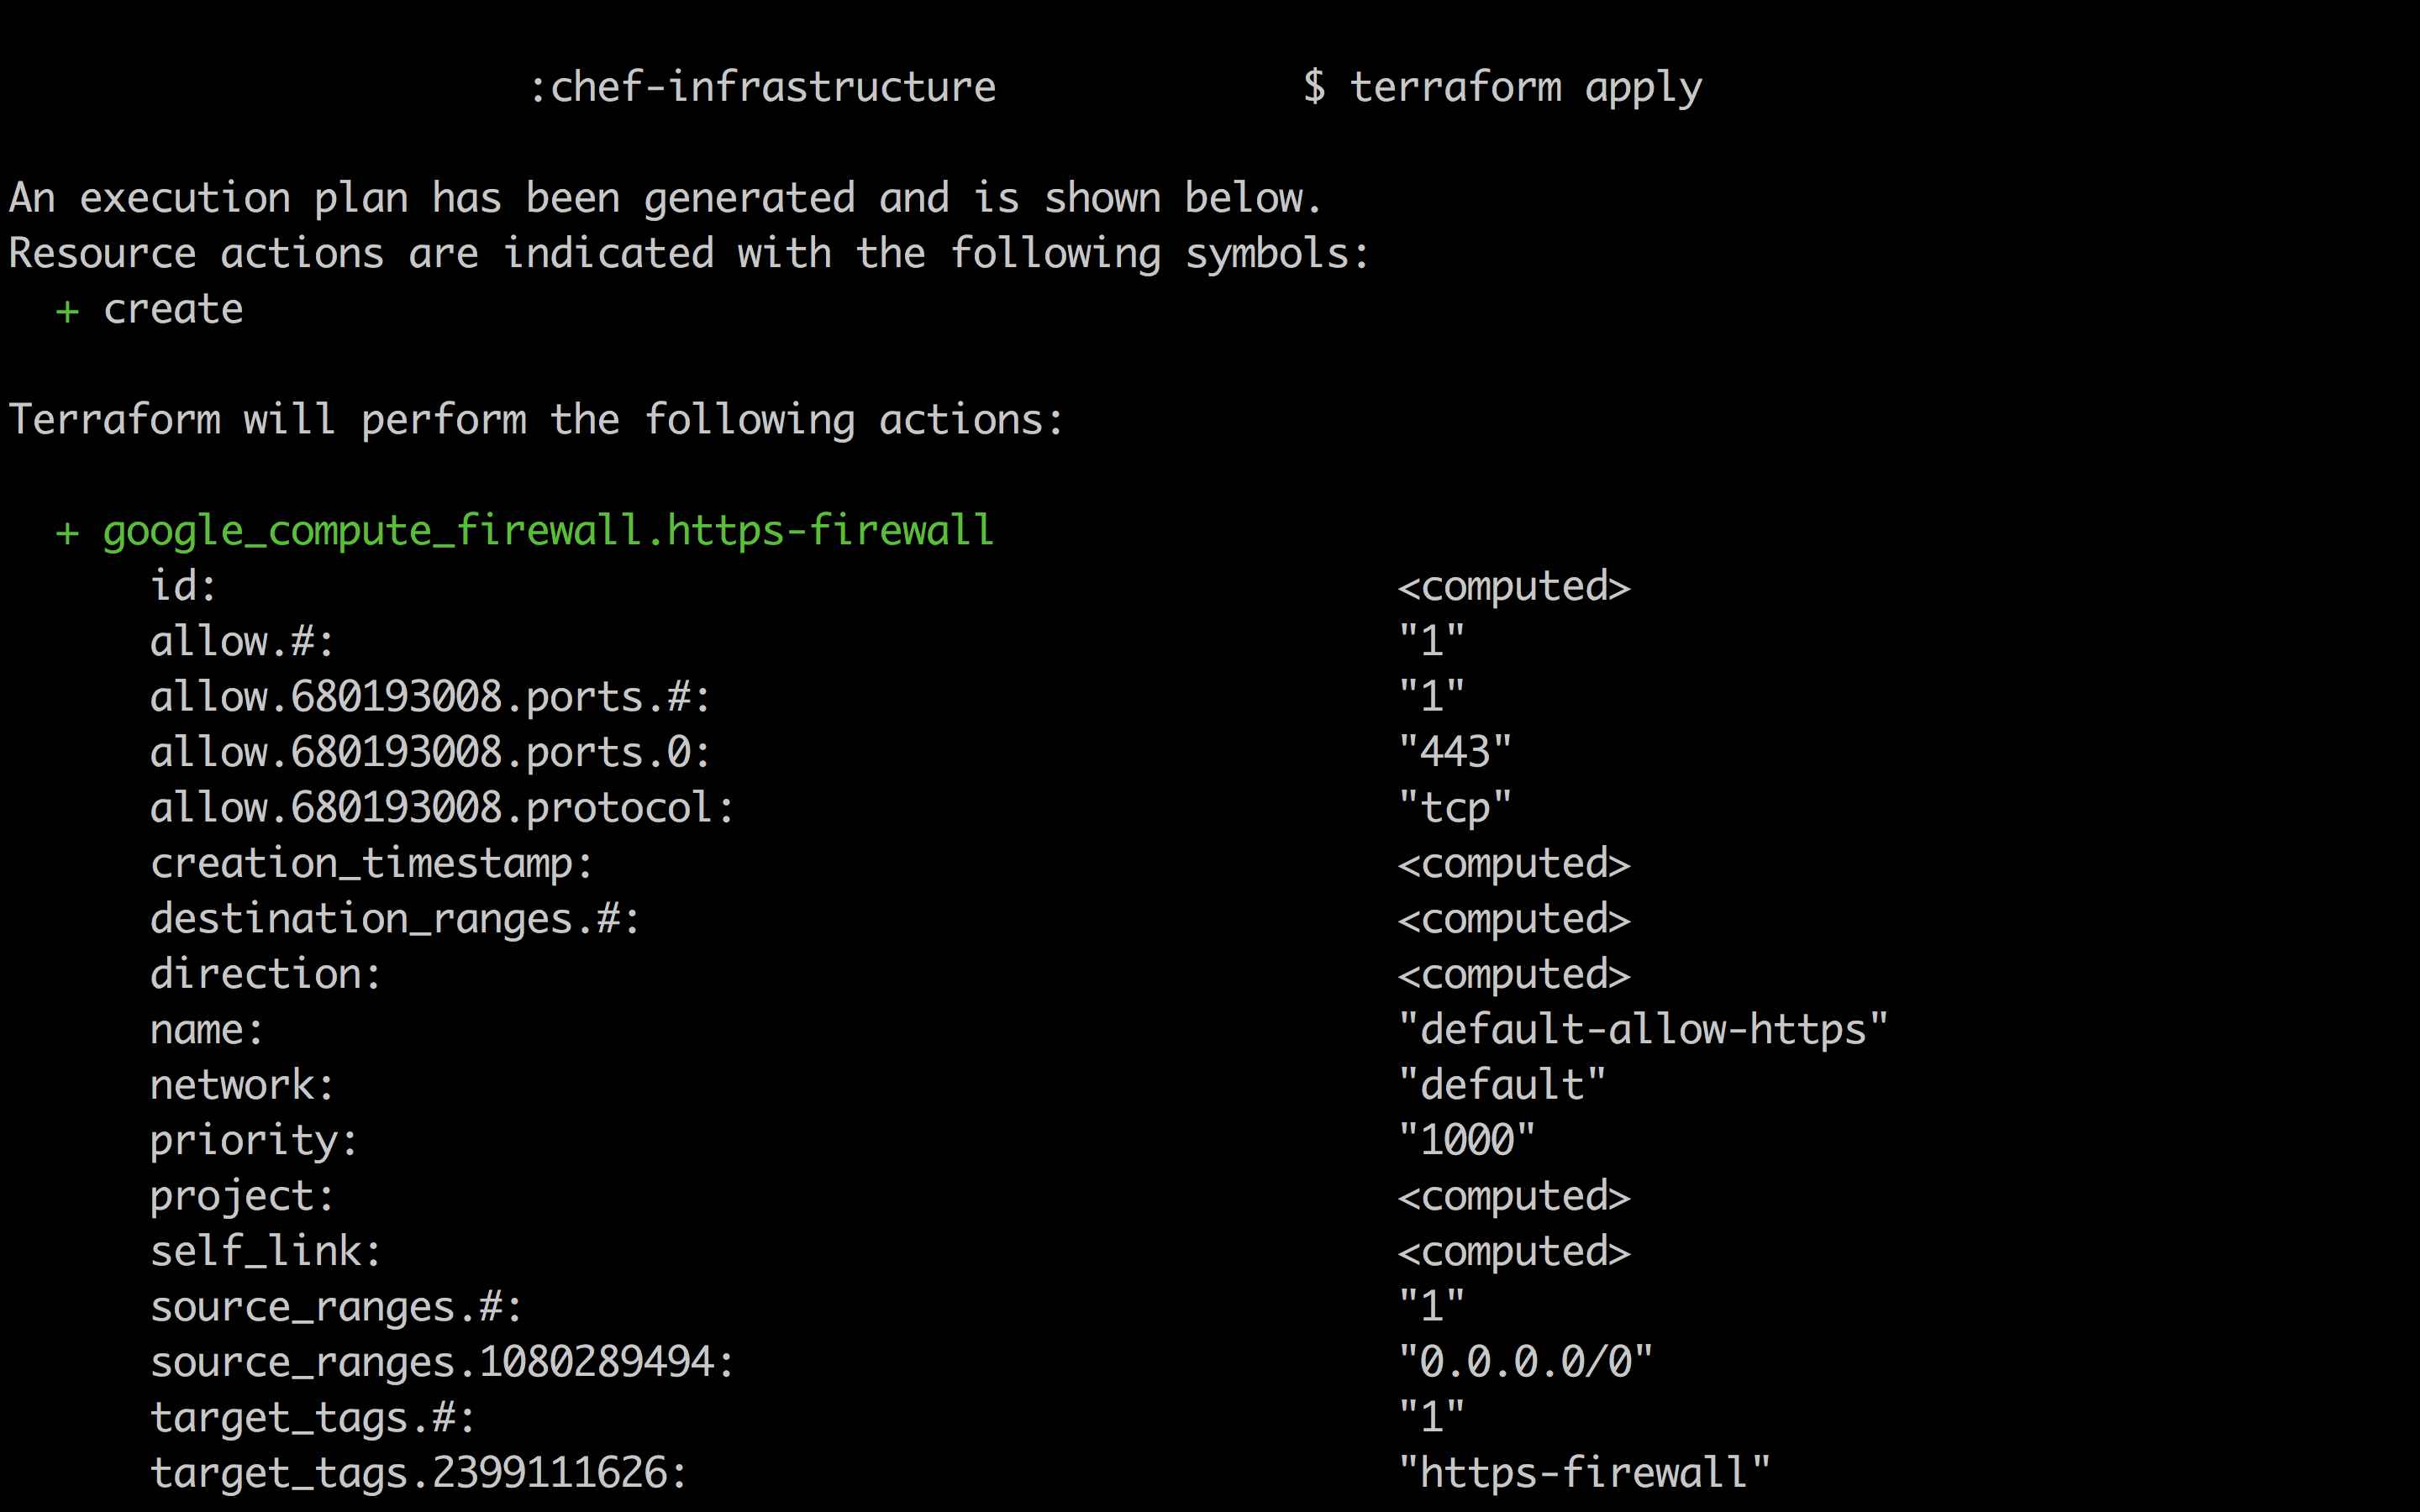 :chef-infrastructure $ terraform apply
An execution plan has been generated and is shown below.
Resource actions are indicated with the following symbols:
+ create
Terraform will perform the following actions:
+ google_compute_firewall.https-firewall
id: <computed>
allow.#: "1"
allow.680193008.ports.#: "1"
allow.680193008.ports.0: "443"
allow.680193008.protocol: "tcp"
creation_timestamp: <computed>
destination_ranges.#: <computed>
direction: <computed>
name: "default-allow-https"
network: "default"
priority: "1000"
project: <computed>
self_link: <computed>
source_ranges.#: "1"
source_ranges.1080289494: "0.0.0.0/0"
target_tags.#: "1"
target_tags.2399111626: "https-firewall"